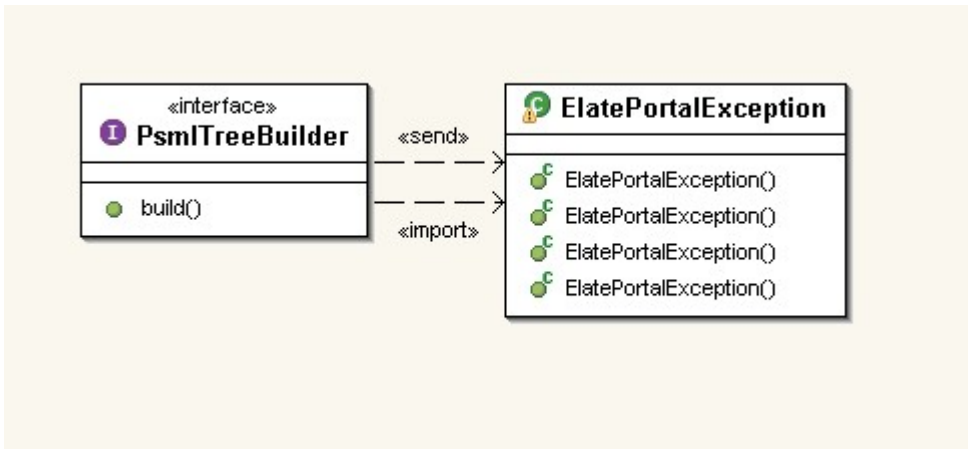 «interface»
I PsmlTreeBuilder
build()
«send»
«import»
C ElatePortalException
C ElatePortalException()
C ElatePortalException()
C ElatePortalException()
C ElatePortalException()